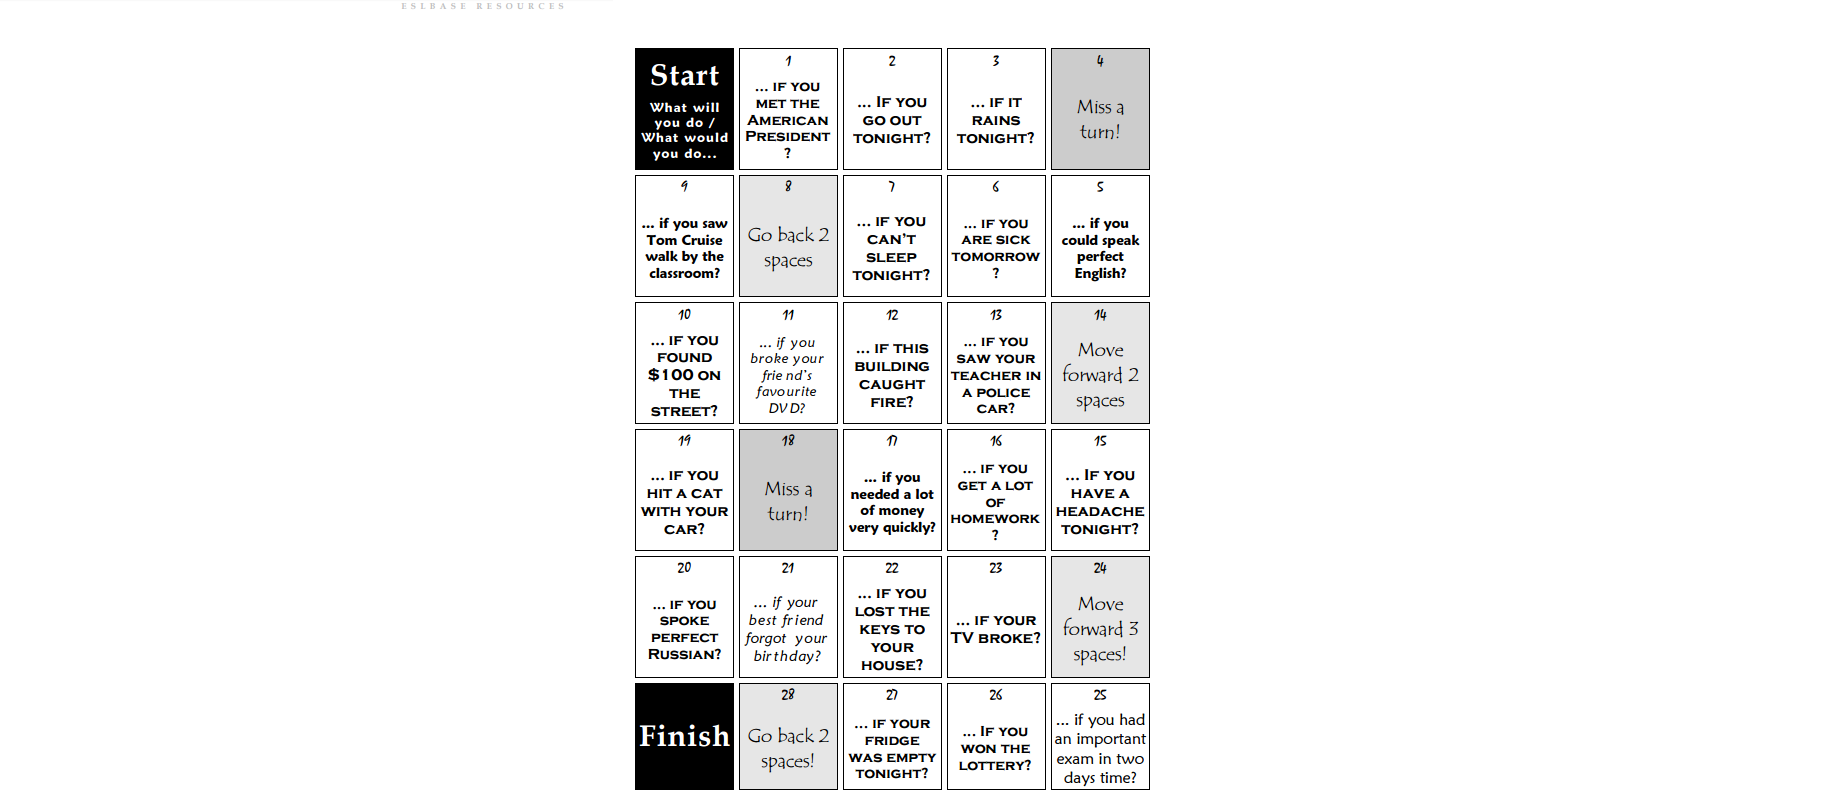 ESLBASE RESOURCES
Start
What will
you do /
What would
you do...
1
... IF YOU
MET THE
AMERICAN
PRESIDENT
?
2
... IF YOU
GO OUT
TONIGHT?
3
... IF IT
RAINS
TONIGHT?
4
Miss a
turn!
9
... if you saw
Tom Cruise
walk by the
classroom?
8
Go back 2
spaces
7
... IF YOU
CAN'T
SLEEP
TONIGHT?
6
... IF YOU
ARE SICK
TOMORROW
?
5
... if you
could speak
perfect
English?
10
... IF YOU
FOUND
$100 ON
THE
STREET?
11
... if you
broke your
friend's
favourite
DVD?
12
... IF THIS
BUILDING
CAUGHT
FIRE?
13
... IF YOU
SAW YOUR
TEACHER IN
A POLICE
CAR?
14
Move
forward 2
spaces
19
... IF YOU
HIT A CAT
WITH YOUR
CAR?
18
Miss a
turn!
17
... if you
needed a lot
of money
very quickly?
16
... IF YOU
GET A LOT
OF
HOMEWORK
?
15
... IF YOU
HAVE A
HEADACHE
TONIGHT?
20
... IF YOU
SPOKE
PERFECT
RUSSIAN?
21
... if your
best friend
forgot your
birthday?
22
... IF YOU
LOST THE
KEYS TO
YOUR
HOUSE?
23
... IF YOUR
TV BROKE?
24
Move
forward 3
spaces!
Finish
28
Go back 2
spaces!
27
... IF YOUR
FRIDGE
WAS EMPTY
TONIGHT?
26
... IF YOU
WON THE
LOTTERY?
25
... if you had
an important
exam in two
days time?